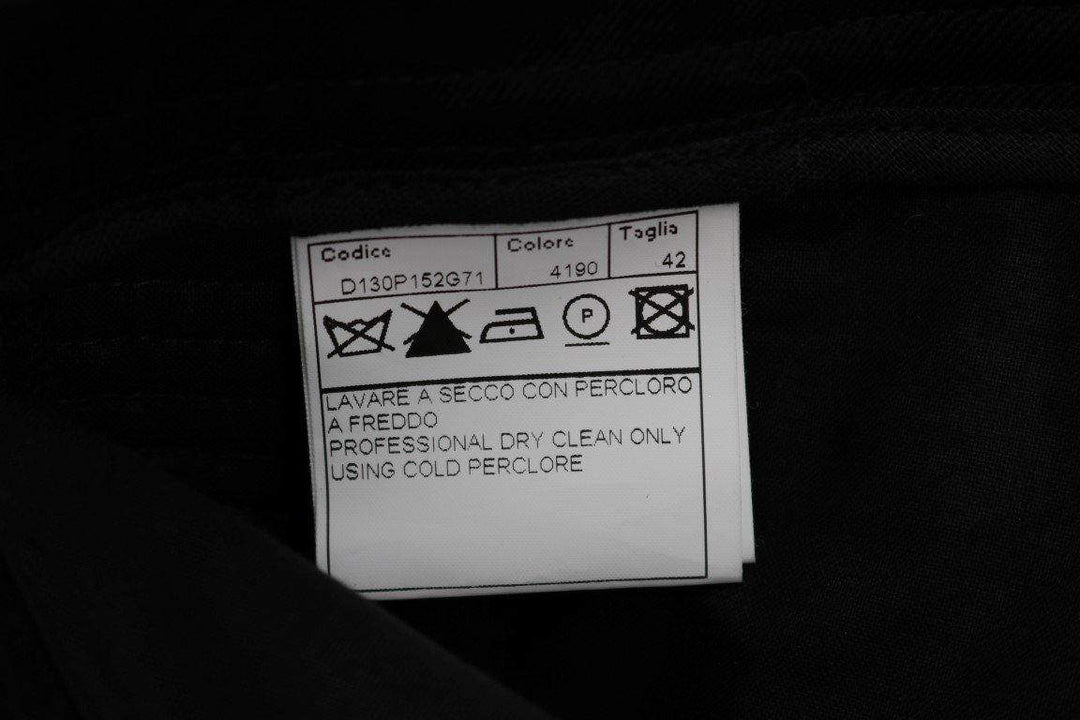 Codice Colore Taglia
D130P152G71 4190 42
P
LAVARE A SECCO CON PERCLORO
A FREDDO
PROFESSIONAL DRY CLEAN ONLY
USING COLD PERCLORE